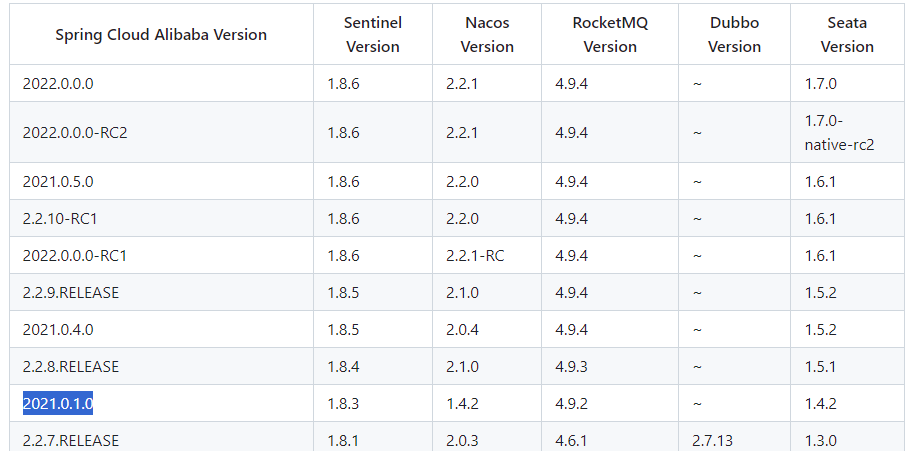 Spring Cloud Alibaba Version Sentinel Version Nacos Version RocketMQ Version Dubbo Version Seata Version
2022.0.0.0 1.8.6 2.2.1 4.9.4 ~ 1.7.0
2022.0.0.0-RC2 1.8.6 2.2.1 4.9.4 ~ 1.7.0-native-rc2
2021.0.5.0 1.8.6 2.2.0 4.9.4 ~ 1.6.1
2.2.10-RC1 1.8.6 2.2.0 4.9.4 ~ 1.6.1
2022.0.0.0-RC1 1.8.6 2.2.1-RC 4.9.4 ~ 1.6.1
2.2.9.RELEASE 1.8.5 2.1.0 4.9.4 ~ 1.5.2
2021.0.4.0 1.8.5 2.0.4 4.9.4 ~ 1.5.2
2.2.8.RELEASE 1.8.4 2.1.0 4.9.3 ~ 1.5.1
2021.0.1.0 1.8.3 1.4.2 4.9.2 ~ 1.4.2
2.2.7.RELEASE 1.8.1 2.0.3 4.6.1 2.7.13 1.3.0